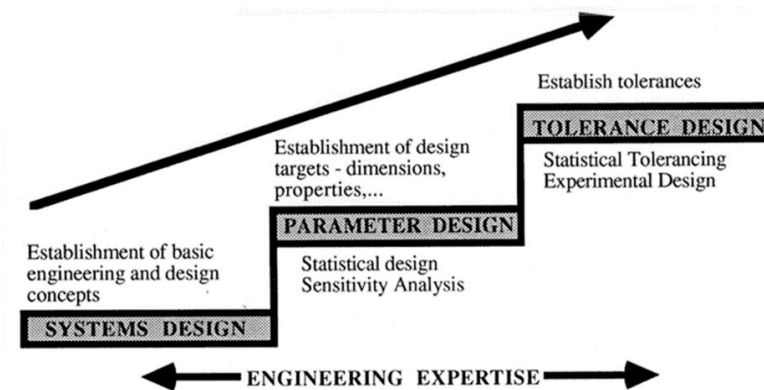 Establish tolerances
TOLERANCE DESIGN
Statistical Tolerancing
Experimental Design
Establishment of design
targets - dimensions,
properties,...
PARAMETER DESIGN
Statistical design
Sensitivity Analysis
Establishment of basic
engineering and design
concepts
SYSTEMS DESIGN
ENGINEERING EXPERTISE